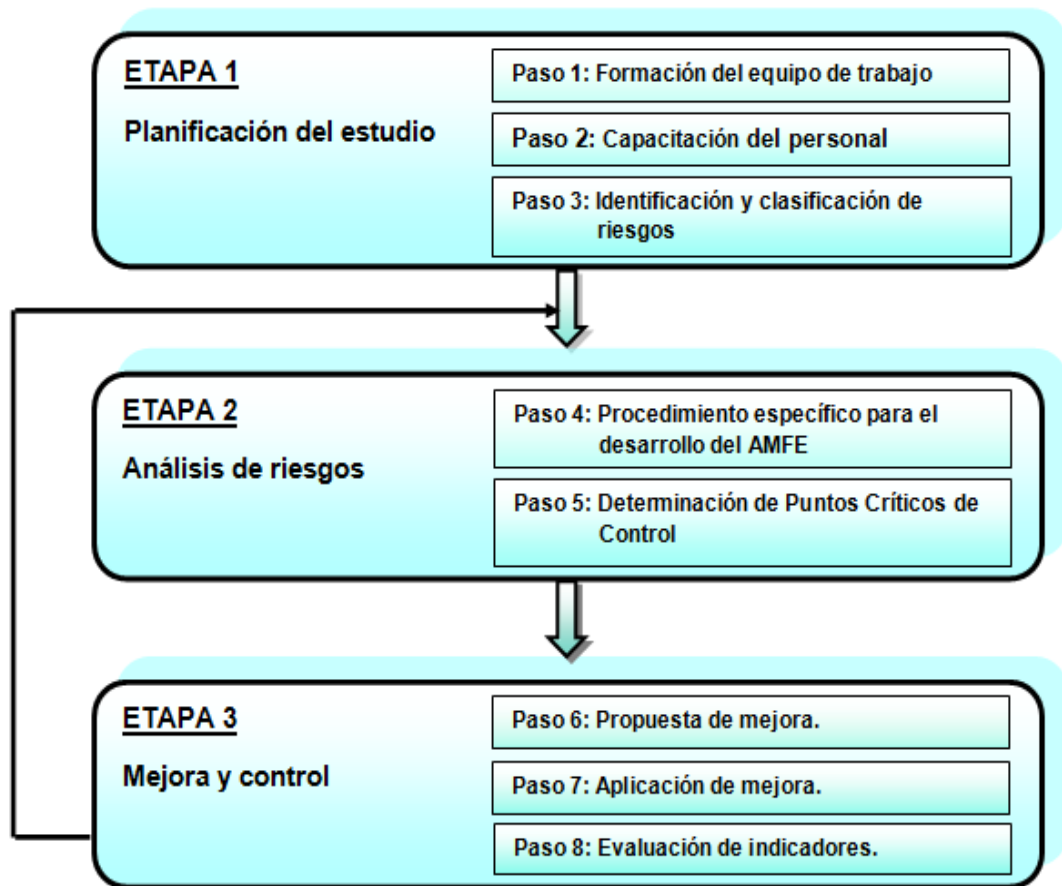 ETAPA 1
Planificación del estudio
Paso 1: Formación del equipo de trabajo
Paso 2: Capacitación del personal
Paso 3: Identificación y clasificación de
riesgos
ETAPA 2
Análisis de riesgos
Paso 4: Procedimiento específico para el
desarrollo del AMFE
Paso 5: Determinación de Puntos Críticos de
Control
ETAPA 3
Mejora y control
Paso 6: Propuesta de mejora.
Paso 7: Aplicación de mejora.
Paso 8: Evaluación de indicadores.